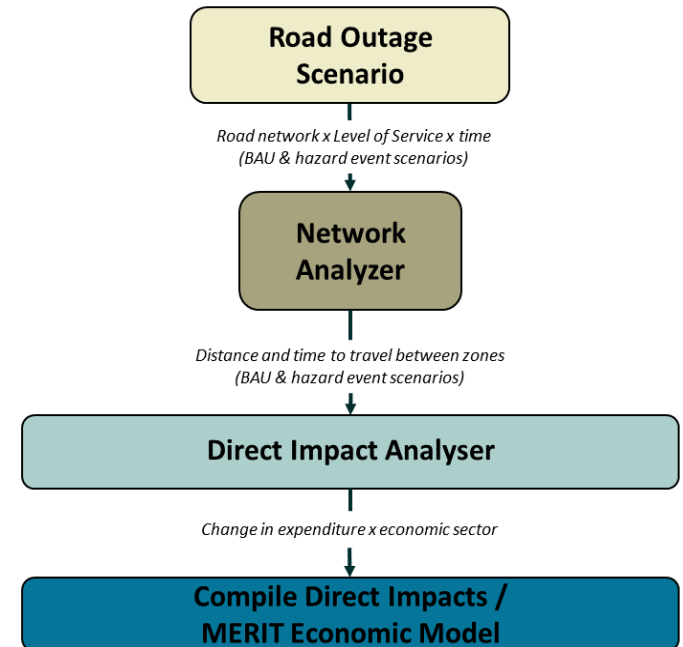 Road Outage
Scenario
Road network x Level of Service x time
(BAU & hazard event scenarios)
Network
Analyzer
Distance and time to travel between zones
(BAU & hazard event scenarios)
Direct Impact Analyser
Change in expenditure x economic sector
Compile Direct Impacts /
MERIT Economic Model